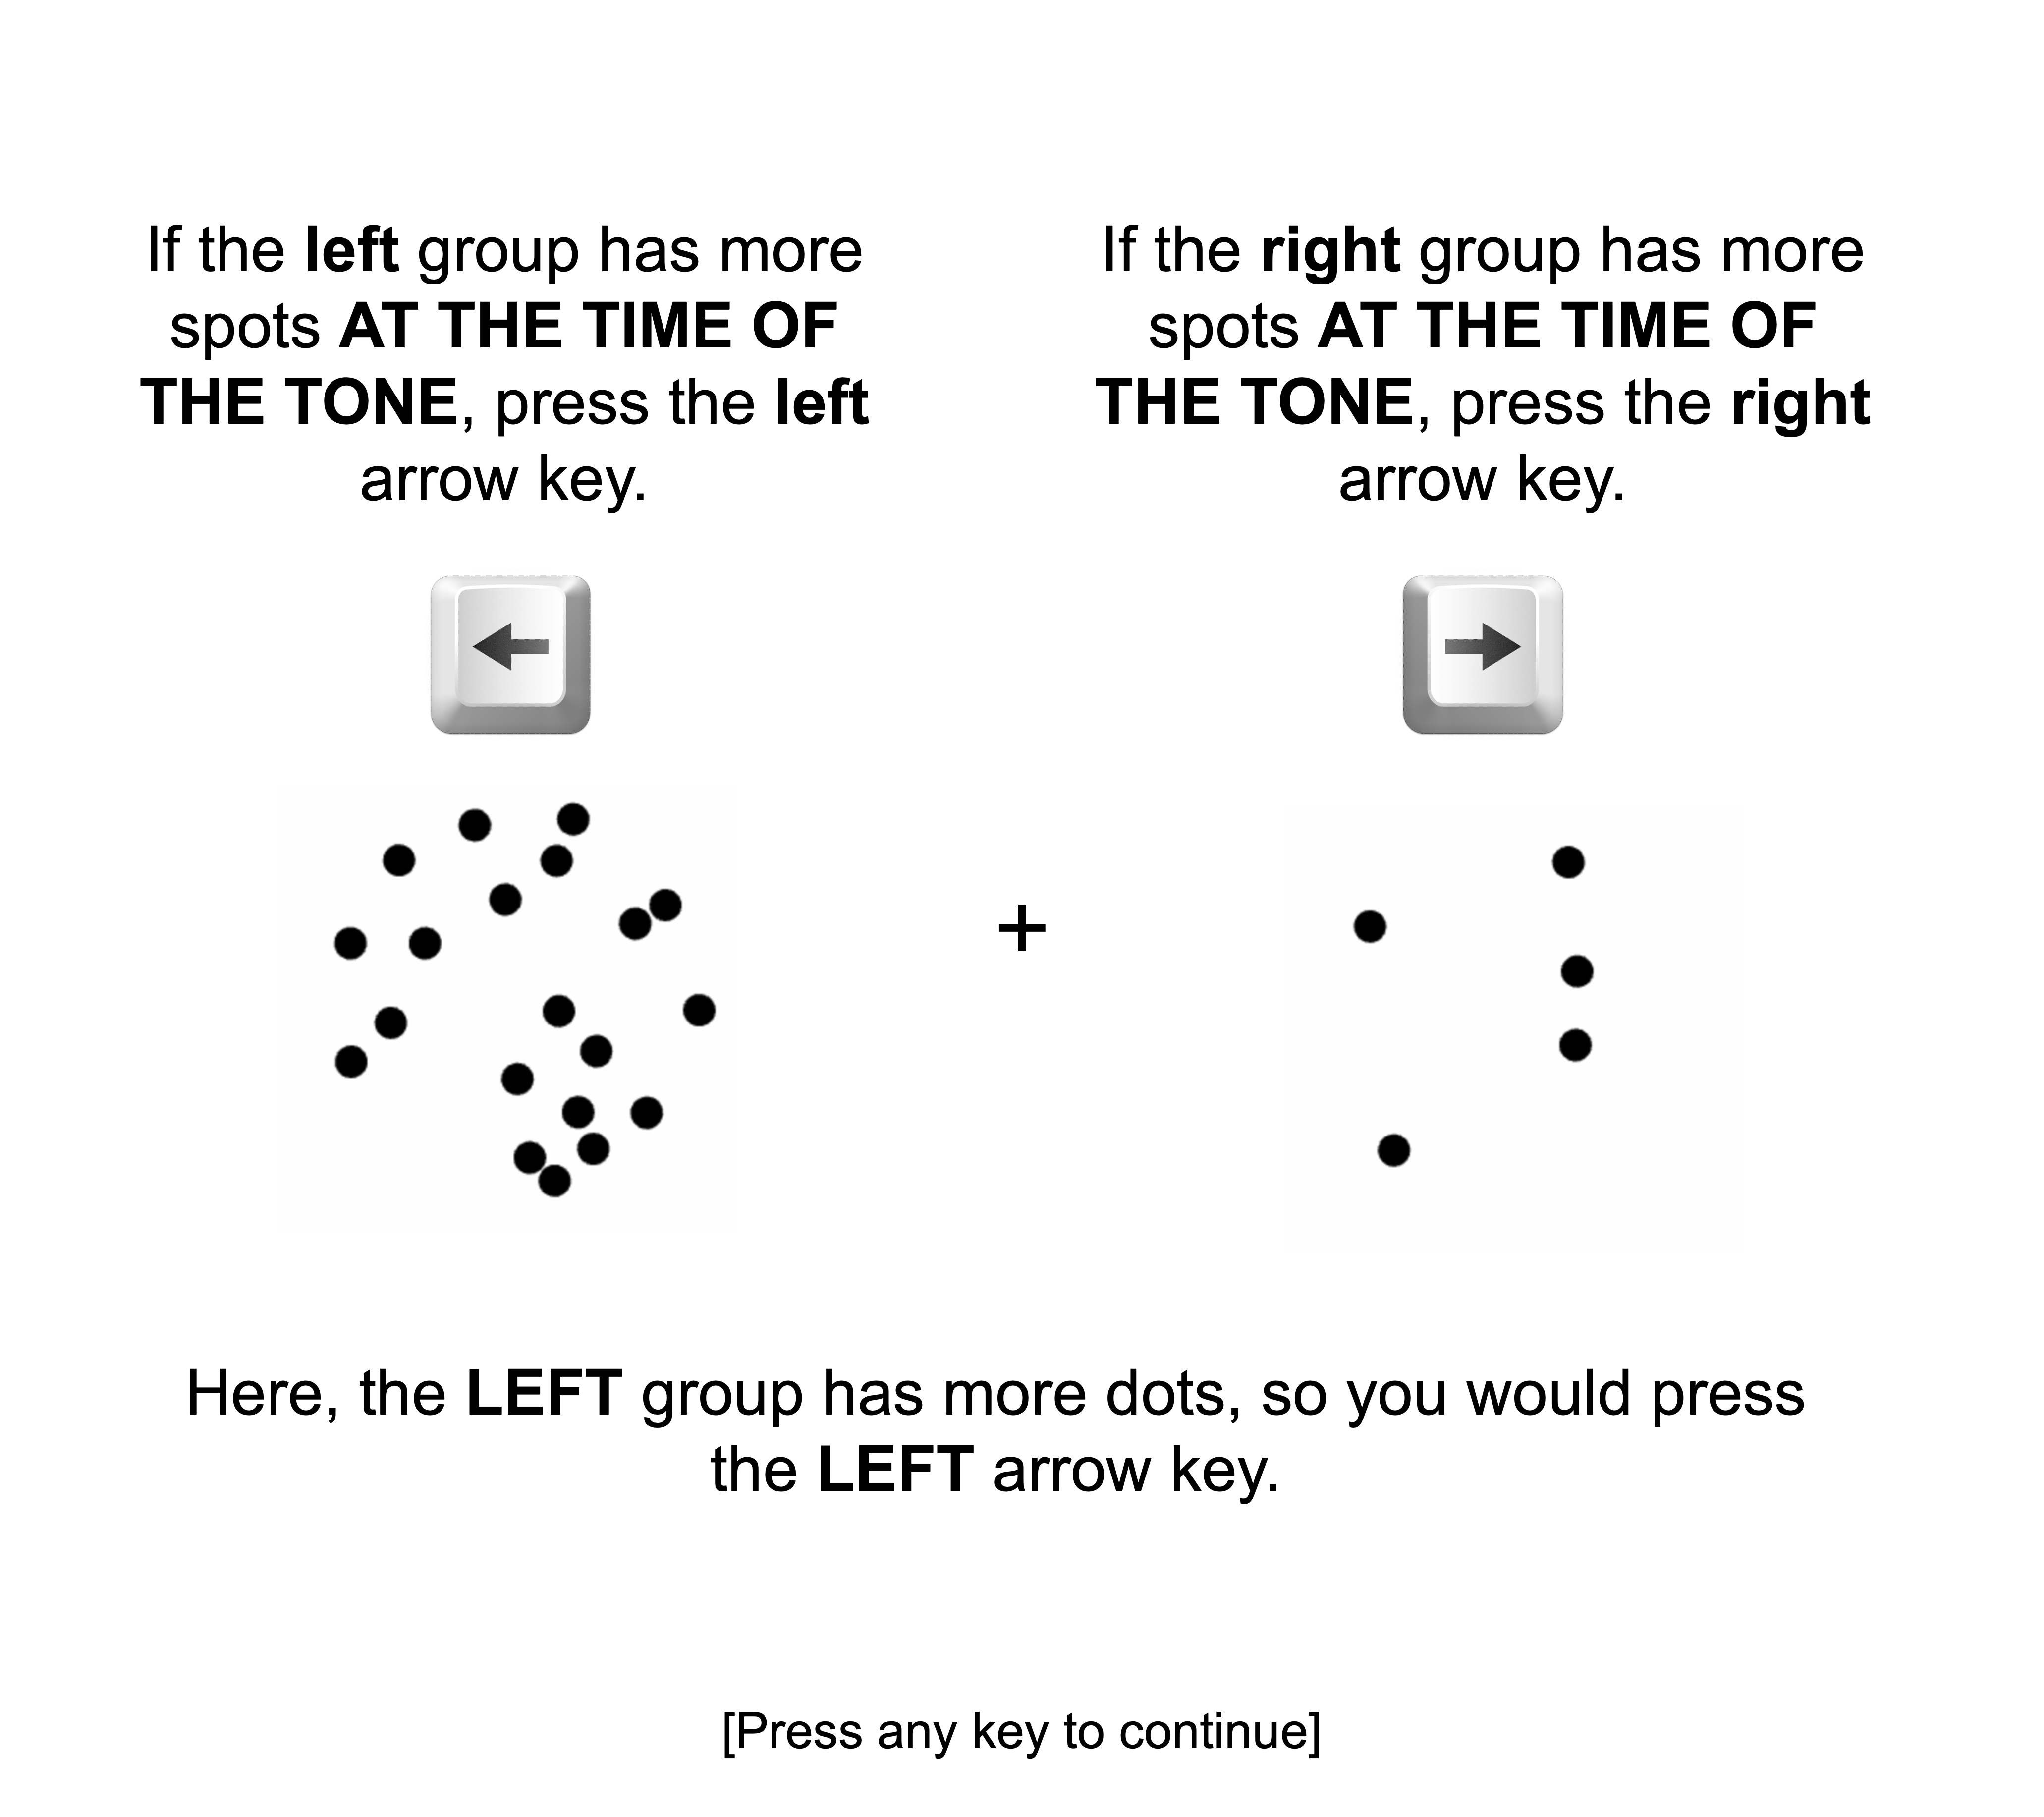 If the left group has more
spots AT THE TIME OF
THE TONE, press the left
arrow key.
If the right group has more
spots AT THE TIME OF
THE TONE, press the right
arrow key.
Here, the LEFT group has more dots, so you would press
the LEFT arrow key.
[Press any key to continue]